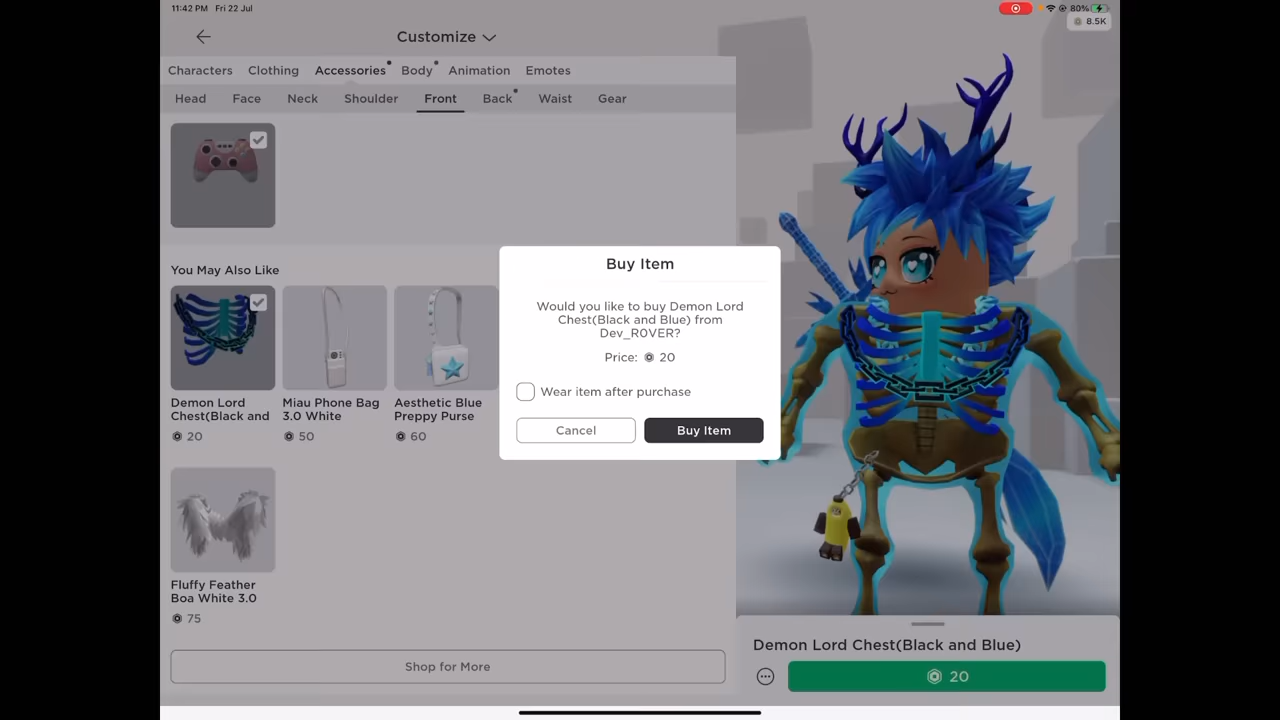 11:42 PM Fri 22 Jul
80%
8.5K
Customize
Characters Clothing Accessories Body Animation Emotes
Head Face Neck Shoulder Front Back Waist Gear
You May Also Like
Demon Lord
Chest(Black and
20
Miau Phone Bag
3.0 White
50
Aesthetic Blue
Preppy Purse
60
Fluffy Feather
Boa White 3.0
75
Shop for More
Buy Item
Would you like to buy Demon Lord
Chest(Black and Blue) from
Dev_R0VER?
Price: 20
Wear item after purchase
Cancel
Buy Item
Demon Lord Chest(Black and Blue)
20